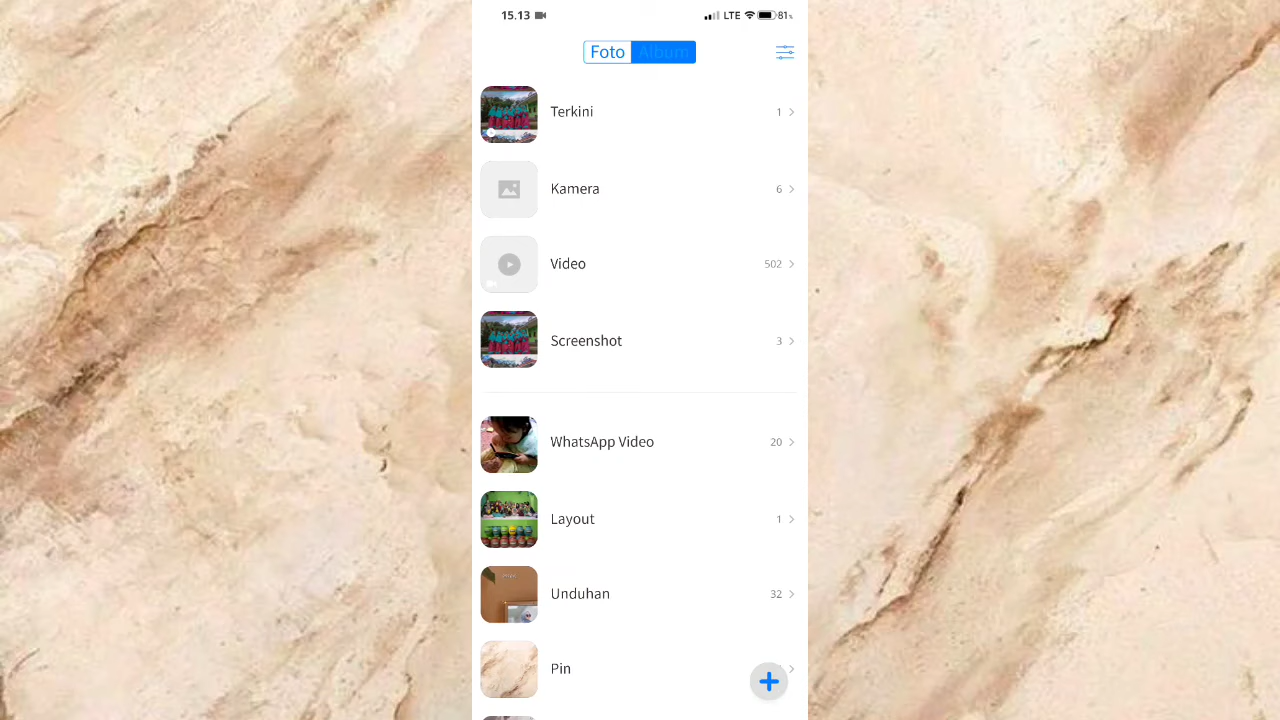 15.13 LTE 81%
Foto Album
Terkini 1
Kamera 6
Video 502
Screenshot 3
WhatsApp Video 20
Layout 1
Unduhan 32
Pin